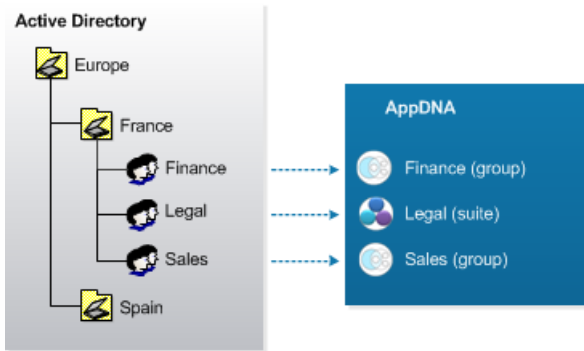 Active Directory
Europe
France
Finance
Legal
Sales
Spain
AppDNA
Finance (group)
Legal (suite)
Sales (group)